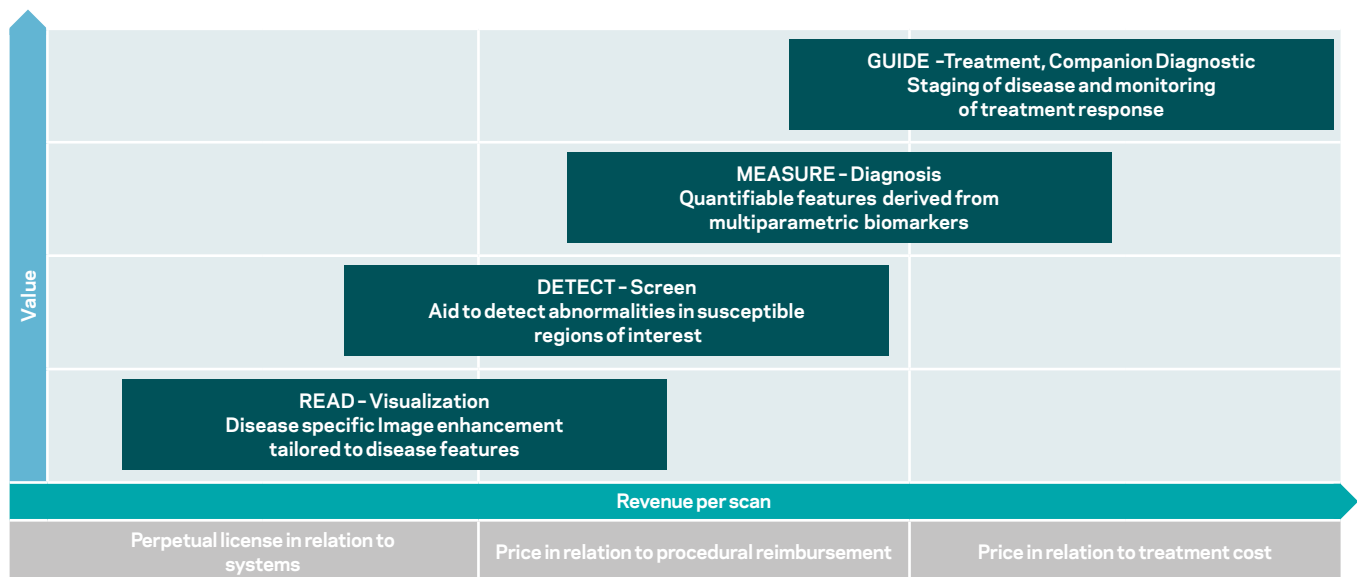 GUIDE –Treatment, Companion Diagnostic
Staging of disease and monitoring
of treatment response
MEASURE – Diagnosis
Quantifiable features derived from
multiparametric biomarkers
DETECT – Screen
Aid to detect abnormalities in susceptible
regions of interest
READ – Visualization
Disease specific Image enhancement
tailored to disease features
Value
Revenue per scan
Perpetual license in relation to
systems
Price in relation to procedural reimbursement
Price in relation to treatment cost